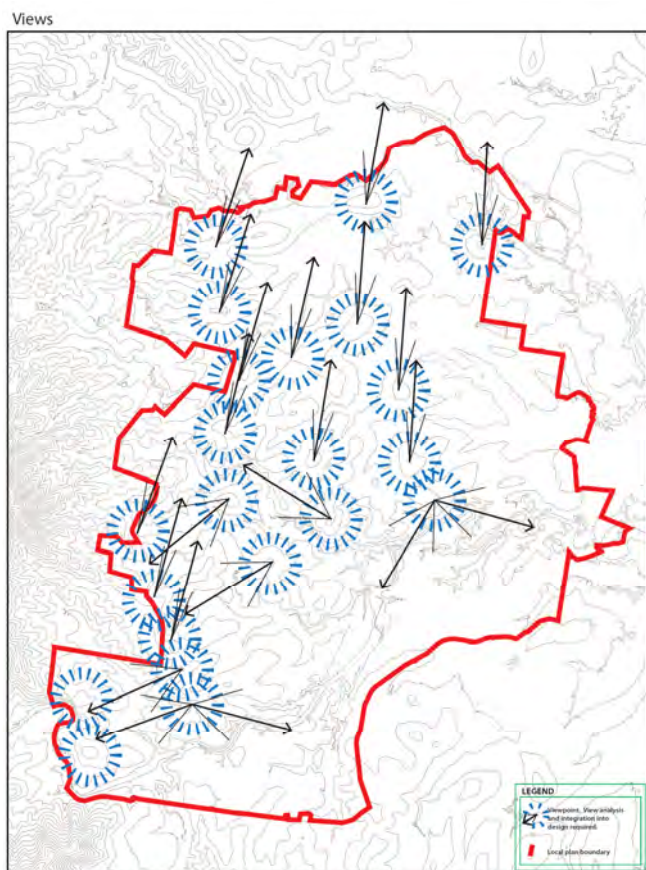 Views
LEGEND
Viewpoint, View analysis
and integration into
design required.
Local plan boundary